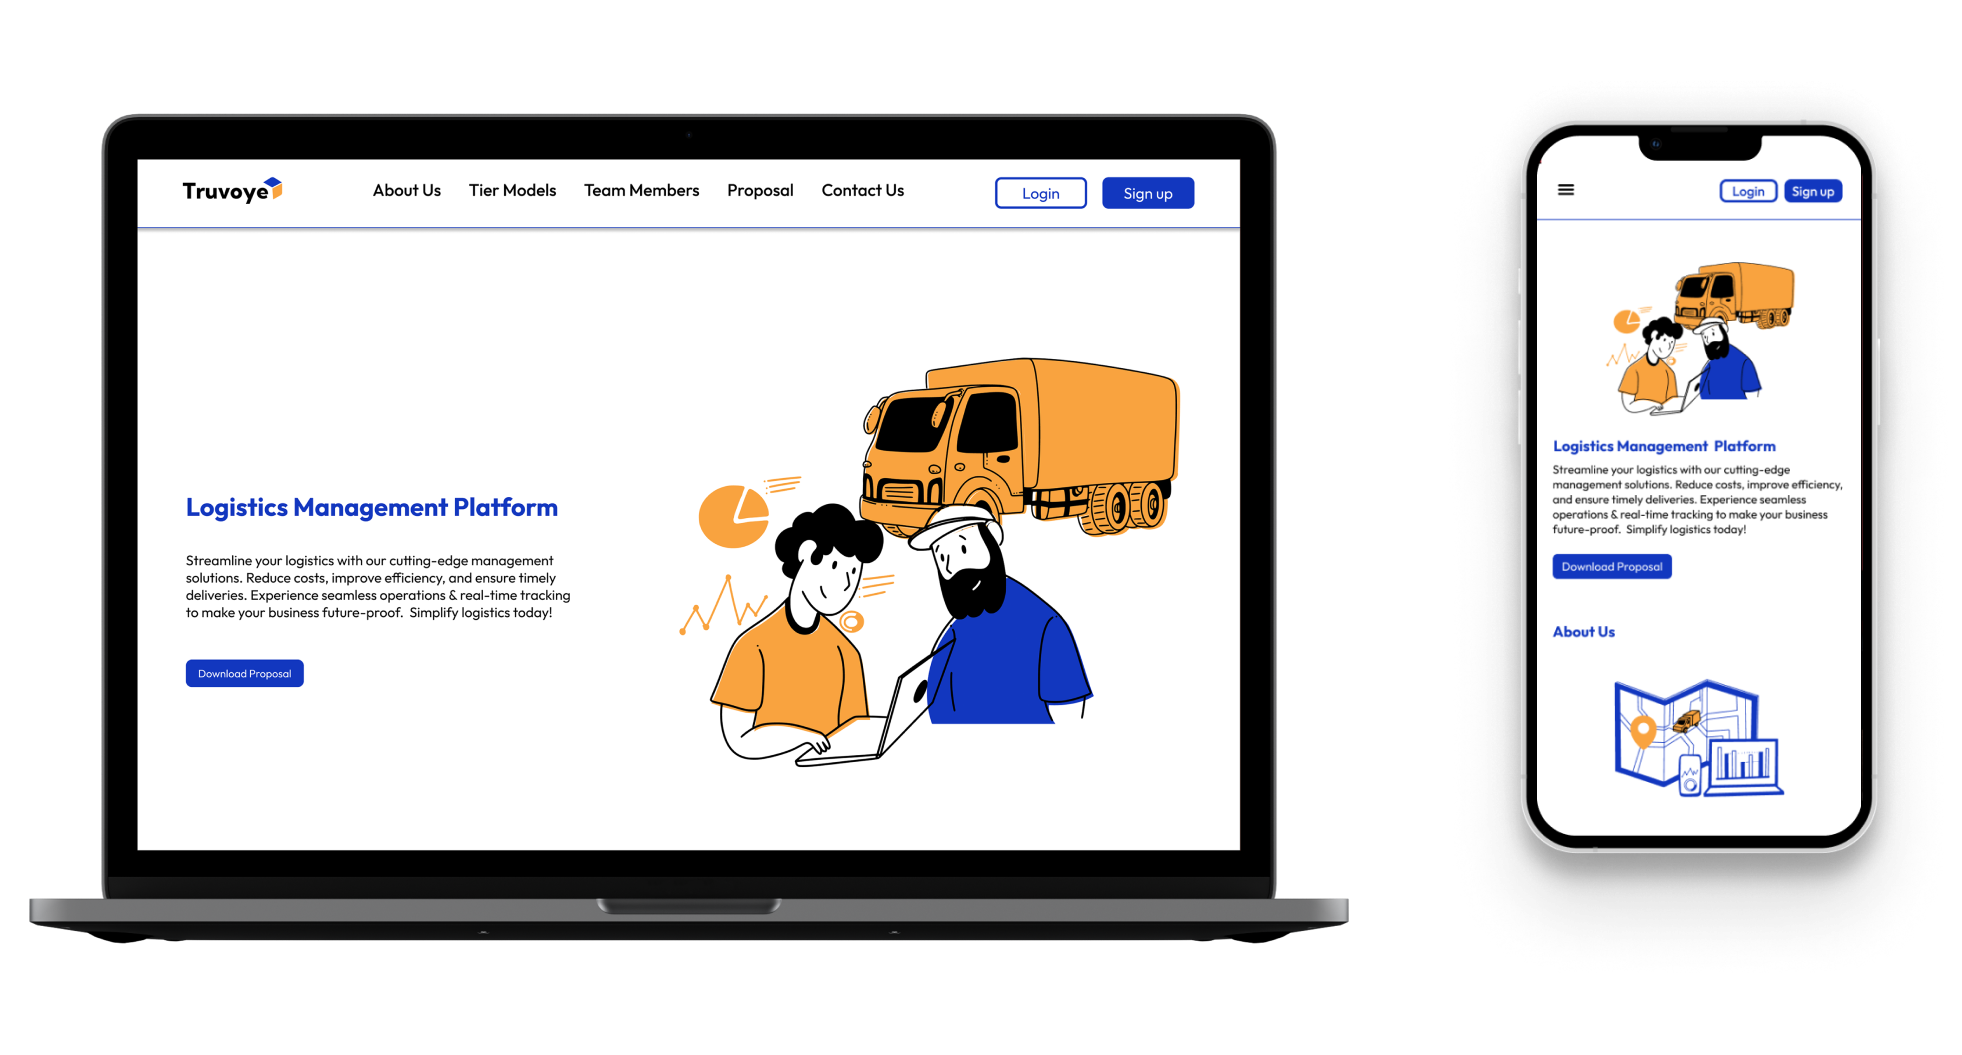 Truvoye
About Us
Tier Models
Team Members
Proposal
Contact Us
Login
Sign up
Logistics Management Platform
Streamline your logistics with our cutting-edge management
solutions. Reduce costs, improve efficiency, and ensure timely
deliveries. Experience seamless operations & real-time tracking
to make your business future-proof.  Simplify logistics today!
Download Proposal
Login
Sign up
Logistics Management  Platform
Streamline your logistics with our cutting-edge
management solutions. Reduce costs, improve efficiency,
and ensure timely deliveries. Experience seamless
operations & real-time tracking to make your business
future-proof.  Simplify logistics today!
Download Proposal
About Us